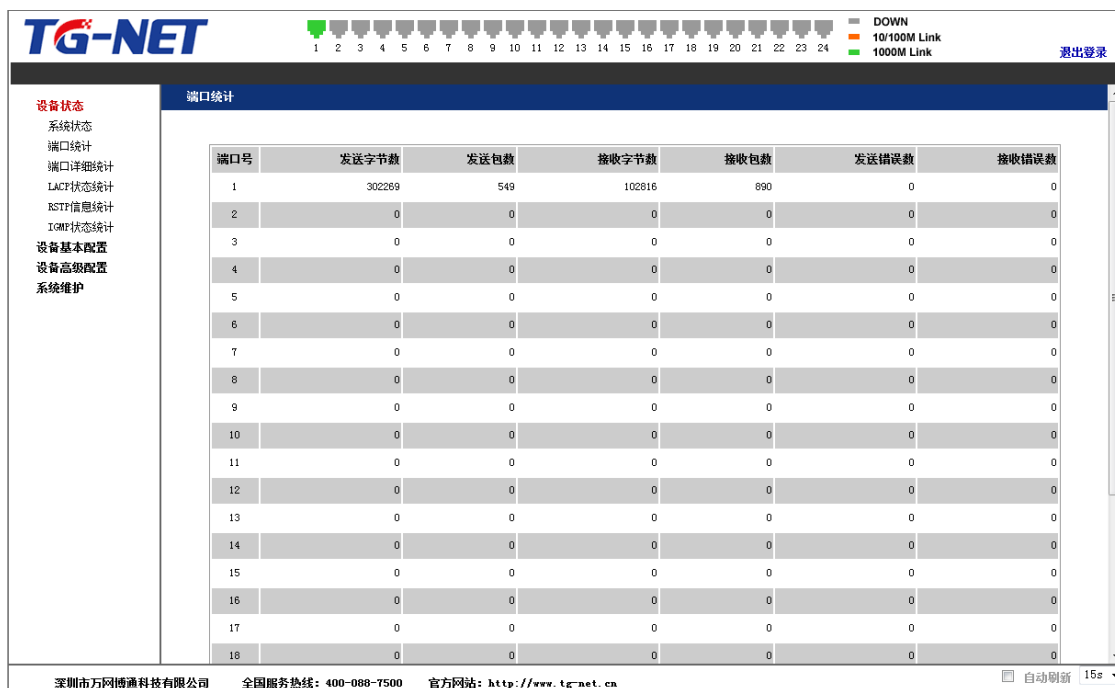 TG-NET
1 2 3 4 5 6 7 8 9 10 11 12 13 14 15 16 17 18 19 20 21 22 23 24
DOWN
10/100M Link
1000M Link
退出登录
设备状态
系统状态
端口统计
端口详细统计
LACP状态统计
RSTP信息统计
IGMP状态统计
设备基本配置
设备高级配置
系统维护
端口统计
端口号 发送字节数 发送包数 接收字节数 接收包数 发送错误数 接收错误数
1 302269 549 102816 890 0 0
2 0 0 0 0 0 0
3 0 0 0 0 0 0
4 0 0 0 0 0 0
5 0 0 0 0 0 0
6 0 0 0 0 0 0
7 0 0 0 0 0 0
8 0 0 0 0 0 0
9 0 0 0 0 0 0
10 0 0 0 0 0 0
11 0 0 0 0 0 0
12 0 0 0 0 0 0
13 0 0 0 0 0 0
14 0 0 0 0 0 0
15 0 0 0 0 0 0
16 0 0 0 0 0 0
17 0 0 0 0 0 0
18 0 0 0 0 0 0
深圳市万网博通科技有限公司 全国服务热线: 400-088-7500 官方网站: http://www.tg-net.cn
自动刷新 15s